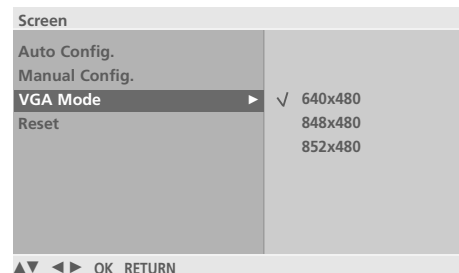 Screen
Auto Config.
Manual Config.
VGA Mode ► √ 640x480
Reset 848x480
852x480
▲▼ ◄► OK RETURN